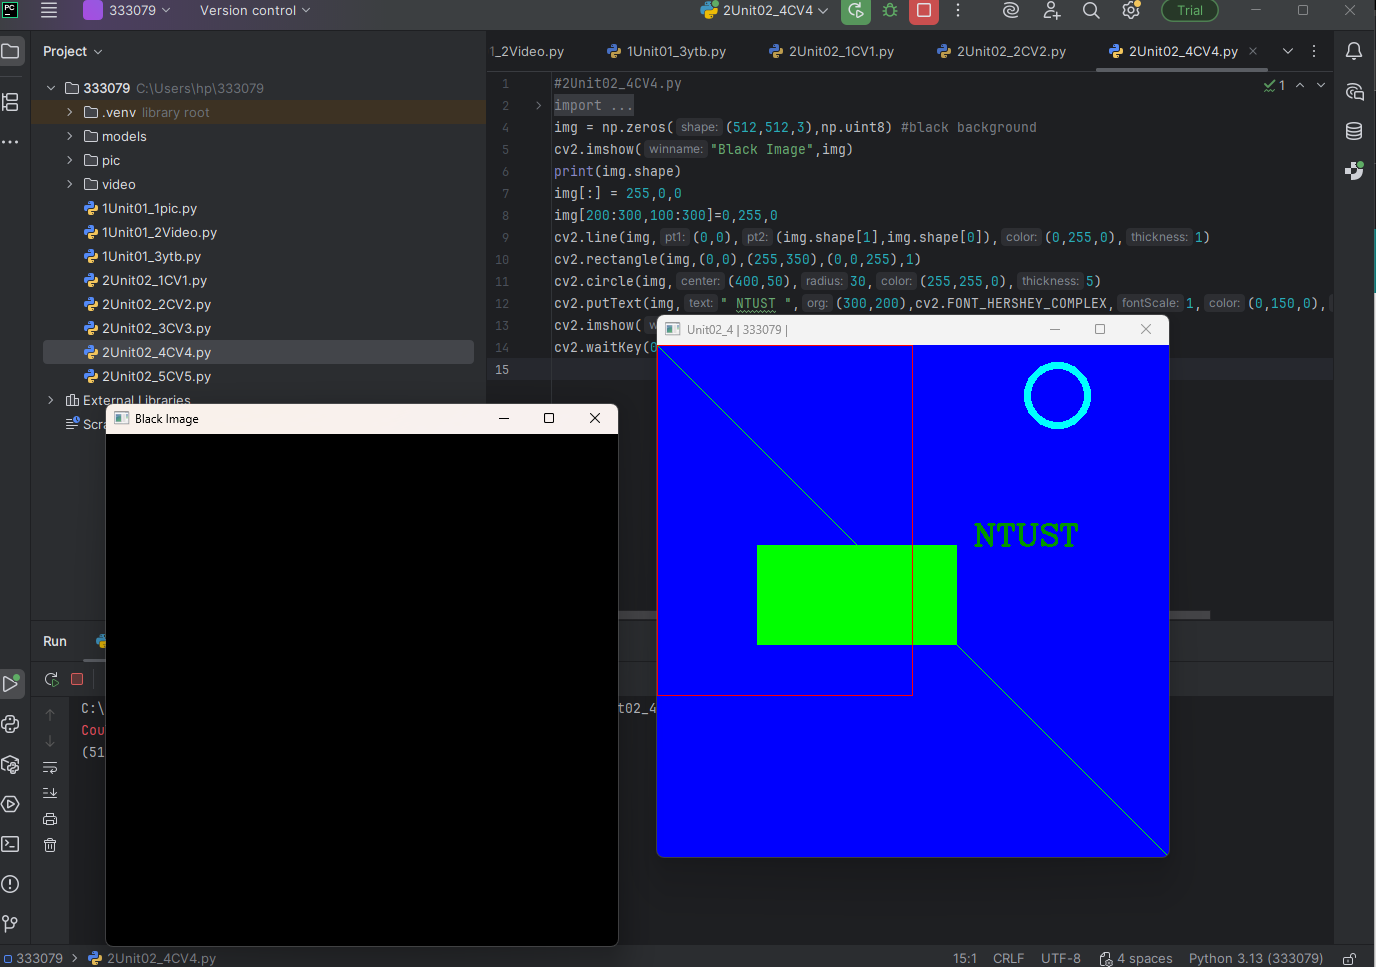 PC 333079 Version control 2Unit02_4CV4 Trial
Project
1_2Video.py 1Unit01_3ytb.py 2Unit02_1CV1.py 2Unit02_2CV2.py 2Unit02_4CV4.py
333079 C:\Users\hp\333079
.venv library root
models
pic
video
1Unit01_1pic.py
1Unit01_2Video.py
1Unit01_3ytb.py
2Unit02_1CV1.py
2Unit02_2CV2.py
2Unit02_3CV3.py
2Unit02_4CV4.py
2Unit02_5CV5.py
External Libraries
Scra
1 #2Unit02_4CV4.py
1
2 import ...
4 img = np.zeros( shape: (512,512,3),np.uint8) #black background
5 cv2.imshow( winname: "Black Image",img)
6 print(img.shape)
7 img[:] = 255,0,0
8 img[200:300,100:300]=0,255,0
9 cv2.line(img, pt1: (0,0), pt2: (img.shape[1],img.shape[0]), color: (0,255,0), thickness: 1)
10 cv2.rectangle(img,(0,0),(255,350),(0,0,255),1)
11 cv2.circle(img, center: (400,50), radius: 30, color: (255,255,0), thickness: 5)
12 cv2.putText(img, text: " NTUST ", org: (300,200),cv2.FONT_HERSHEY_COMPLEX, fontScale: 1, color: (0,150,0),
13 cv2.imshow(
14 cv2.waitKey(0
15
Unit02_4 | 333079 |
NTUST
Black Image
Run
C:\
t02_4
Cou
(51
333079 > 2Unit02_4CV4.py
15:1 CRLF UTF-8 4 spaces Python 3.13 (333079)